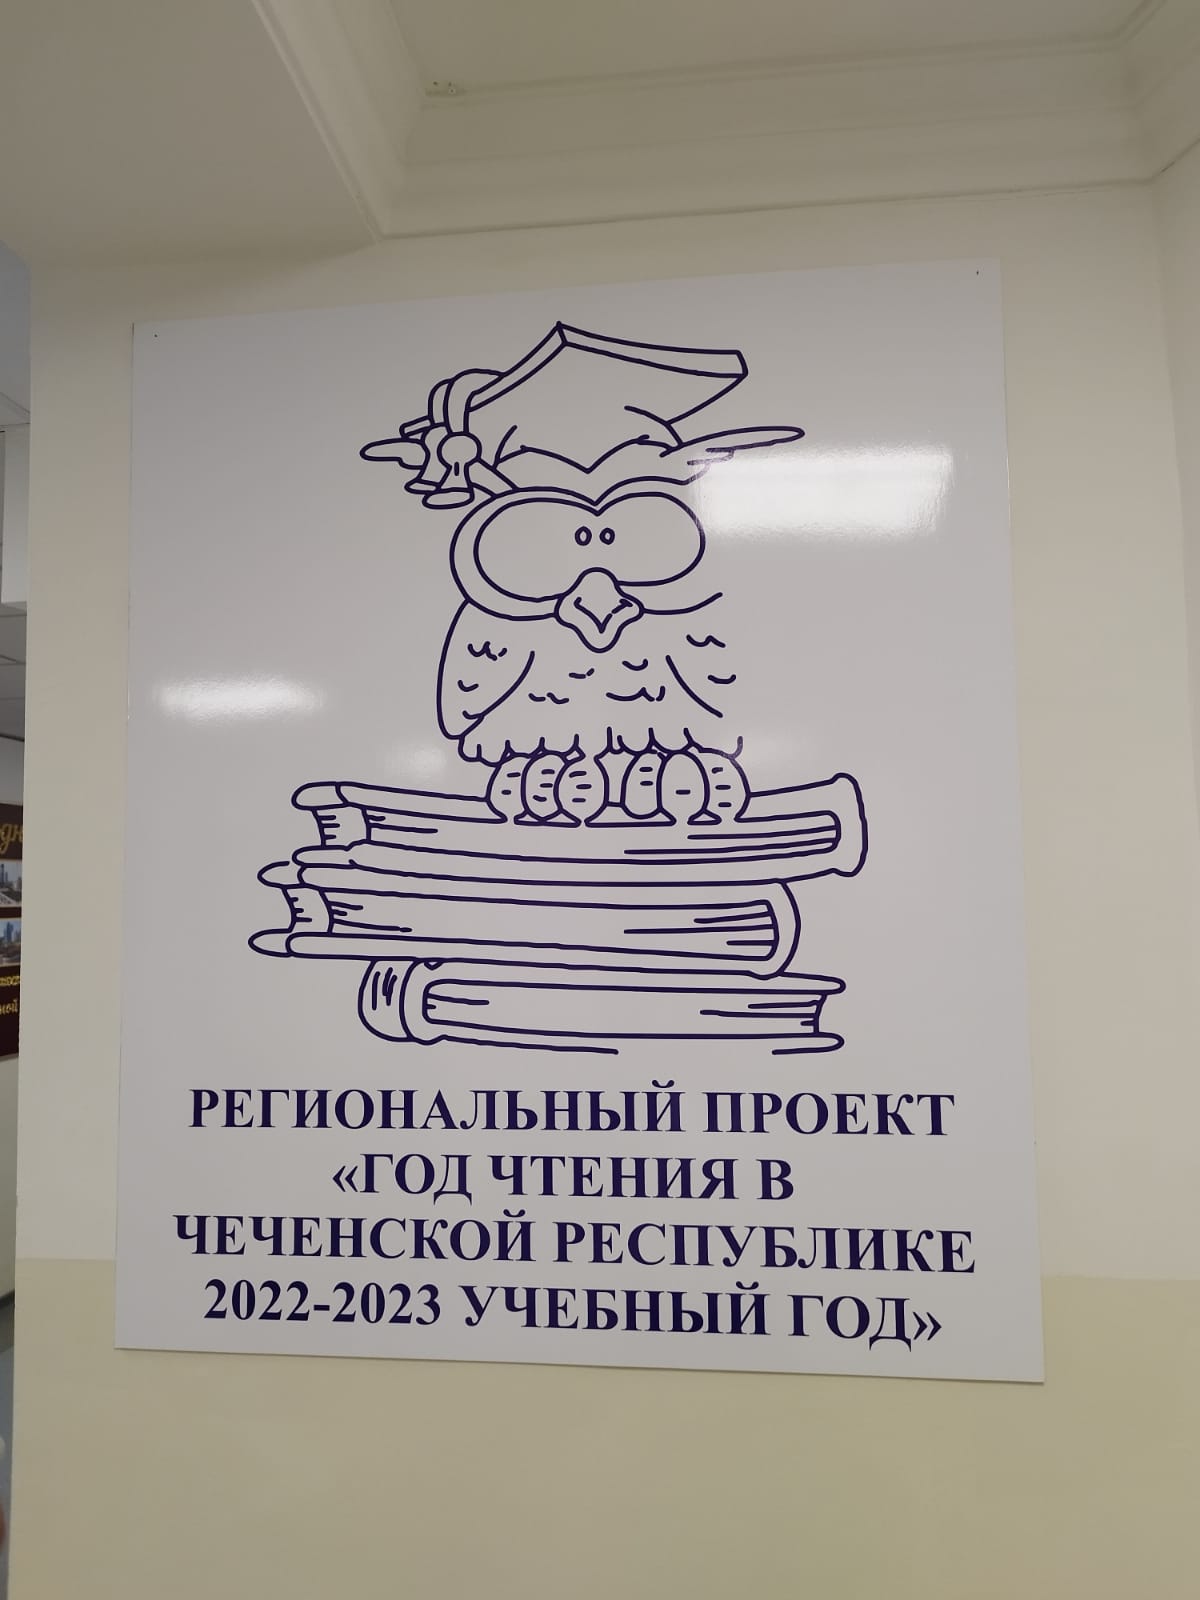 РЕГИОНАЛЬНЫЙ ПРОЕКТ
«ГОД ЧТЕНИЯ В
ЧЕЧЕНСКОЙ РЕСПУБЛИКЕ
2022-2023 УЧЕБНЫЙ ГОД»